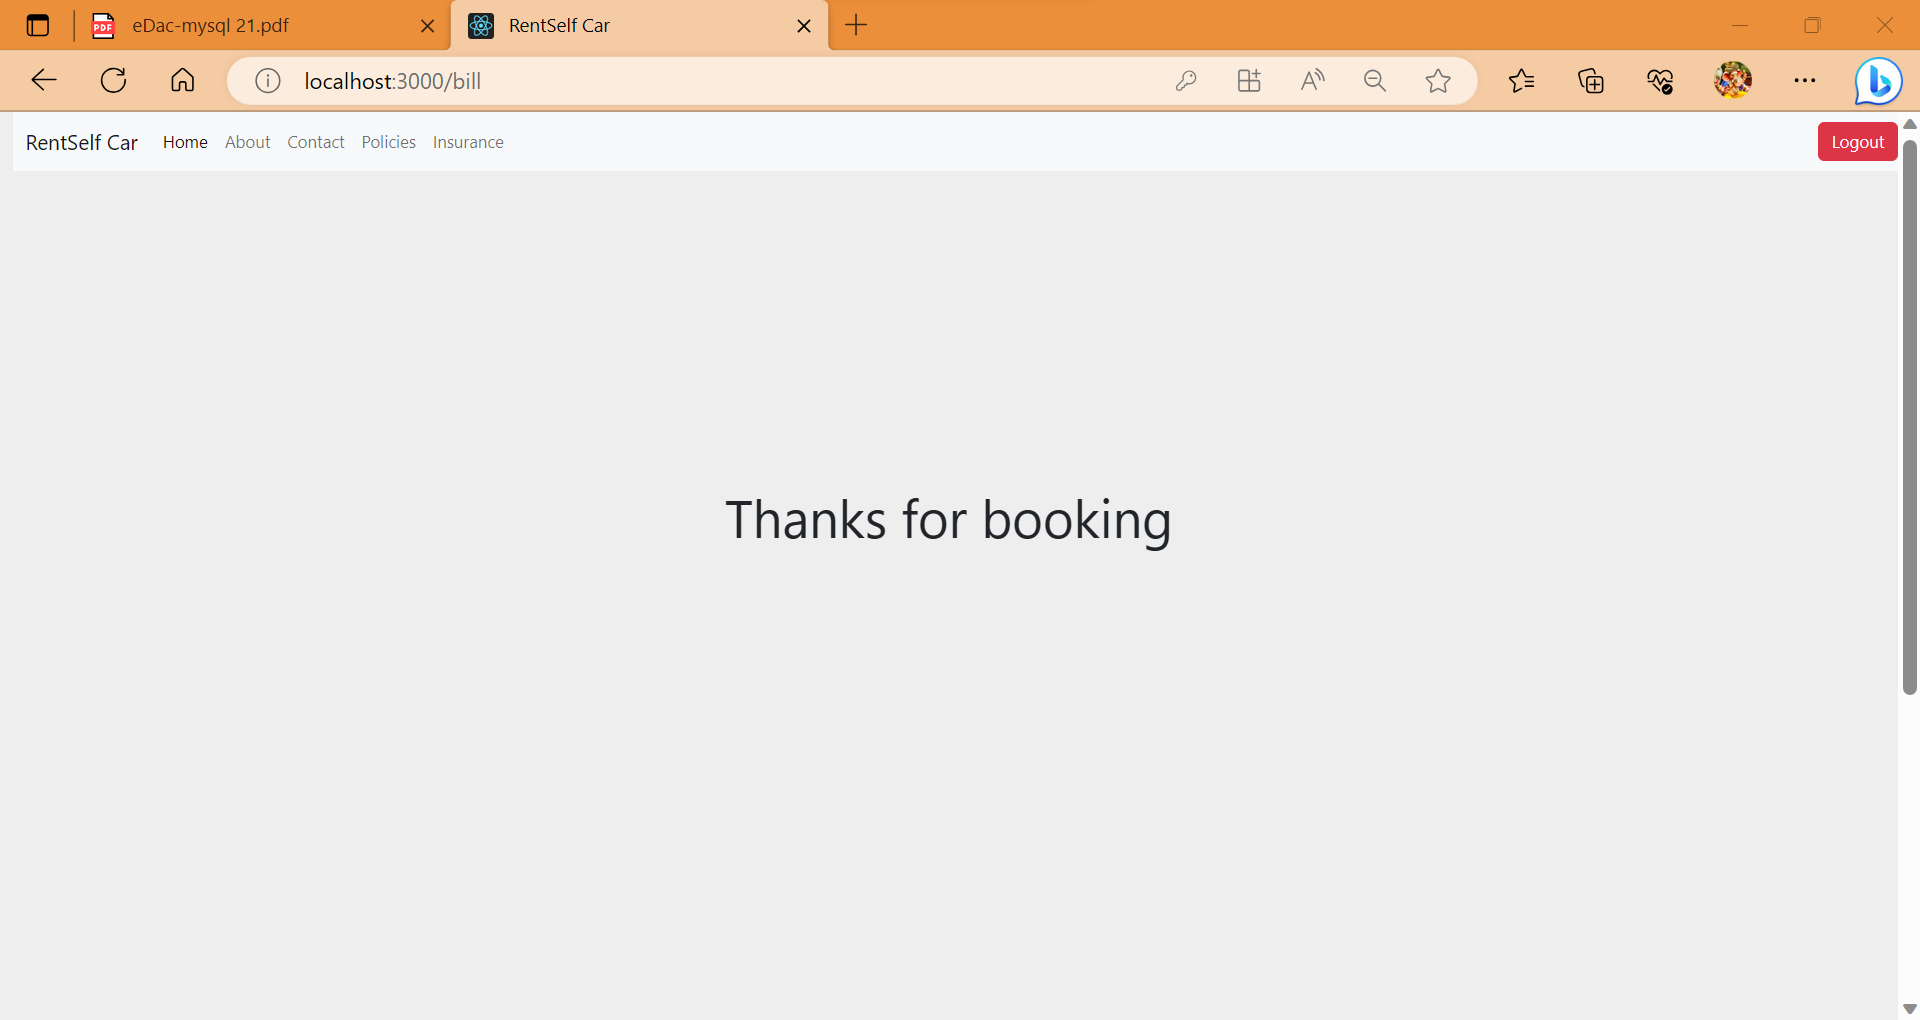 eDac-mysql 21.pdf
RentSelf Car
localhost:3000/bill
RentSelf Car Home About Contact Policies Insurance Logout
Thanks for booking